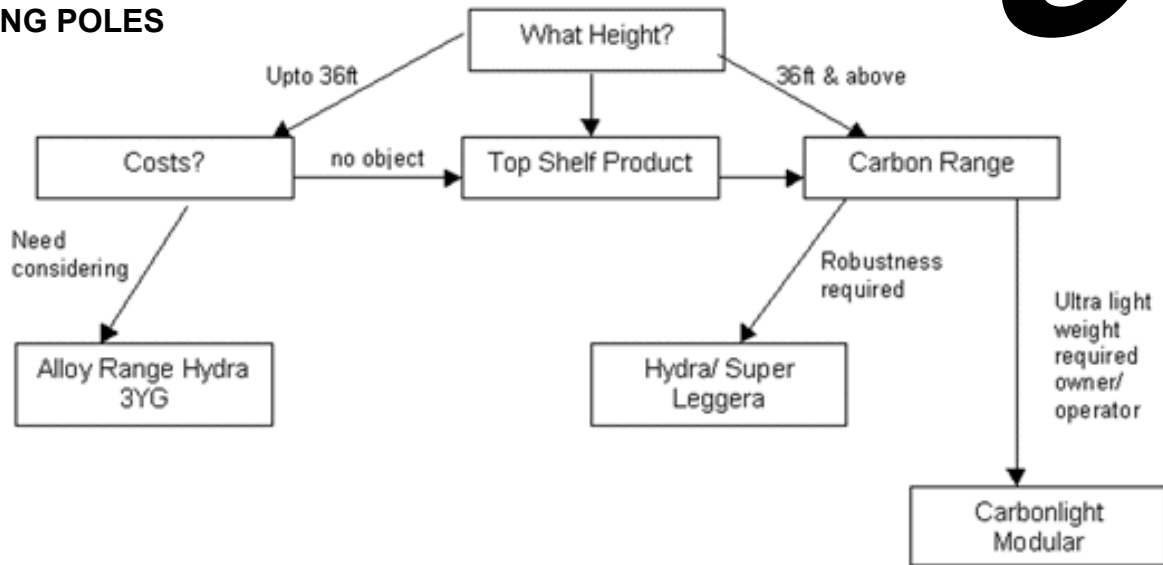 NG POLES
What Height?
Upto 36ft
36ft & above
Costs?
no object
Top Shelf Product
Carbon Range
Need
considering
Robustness
required
Ultra light
weight
required
owner/
operator
Alloy Range Hydra
3YG
Hydra/ Super
Leggera
Carbonlight
Modular